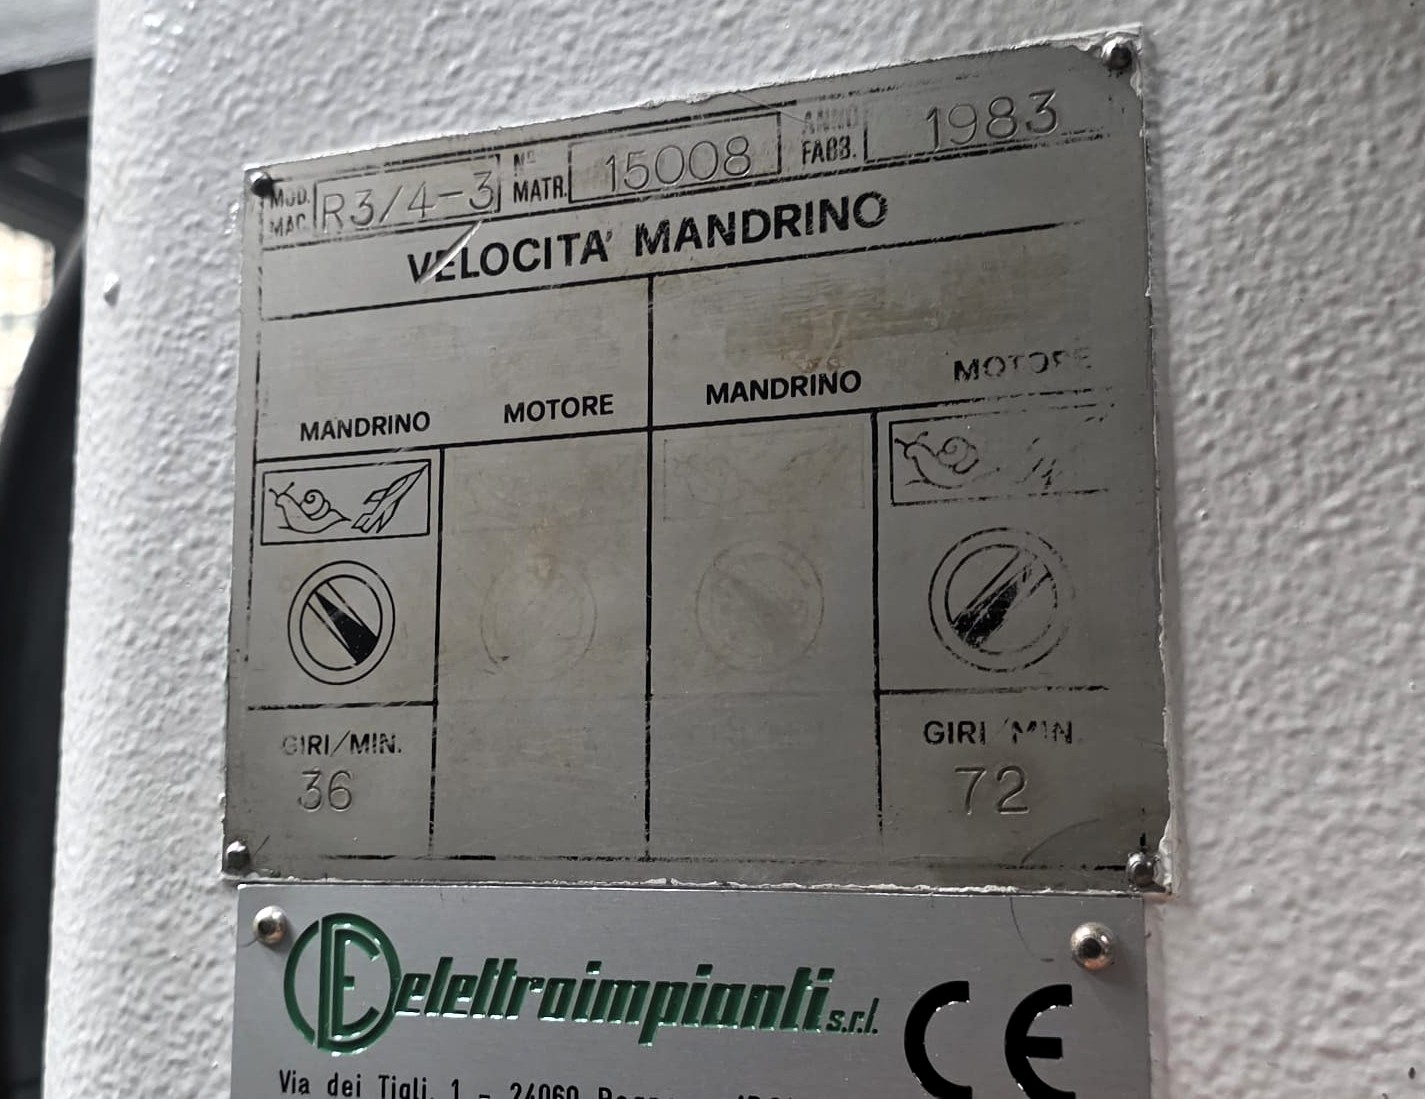 MOD. MAC. R3/4-3 N° MATR. 15008 ANNO FABB. 1983
VELOCITA' MANDRINO
MANDRINO MOTORE MANDRINO MOTORE
GIRI/MIN. GIRI/MIN
36 72
elettroimpianti s.r.l. CE
Via dei Tigli, 1 - 24060